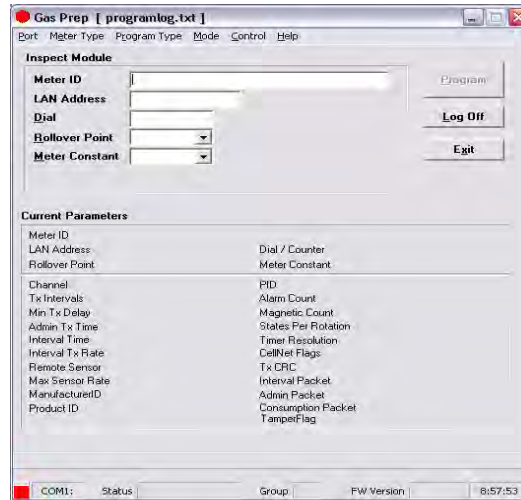 Gas Prep [ programlog.txt ]
Port Meter Type Program Type Mode Control Help
Inspect Module
Meter ID
Program
LAN Address
Dial
Log Off
Rollover Point
Meter Constant
Exit
Current Parameters
Meter ID
LAN Address Dial / Counter
Rollover Point Meter Constant
Channel PID
Tx Intervals Alarm Count
Min Tx Delay Magnetic Count
Admin Tx Time States Per Rotation
Interval Time Timer Resolution
Interval Tx Rate CellNet Flags
Remote Sensor Tx CRC
Max Sensor Rate Interval Packet
ManufacturerID Admin Packet
Product ID Consumption Packet
TamperFlag
COM1: Status Group FW Version 8:57:53